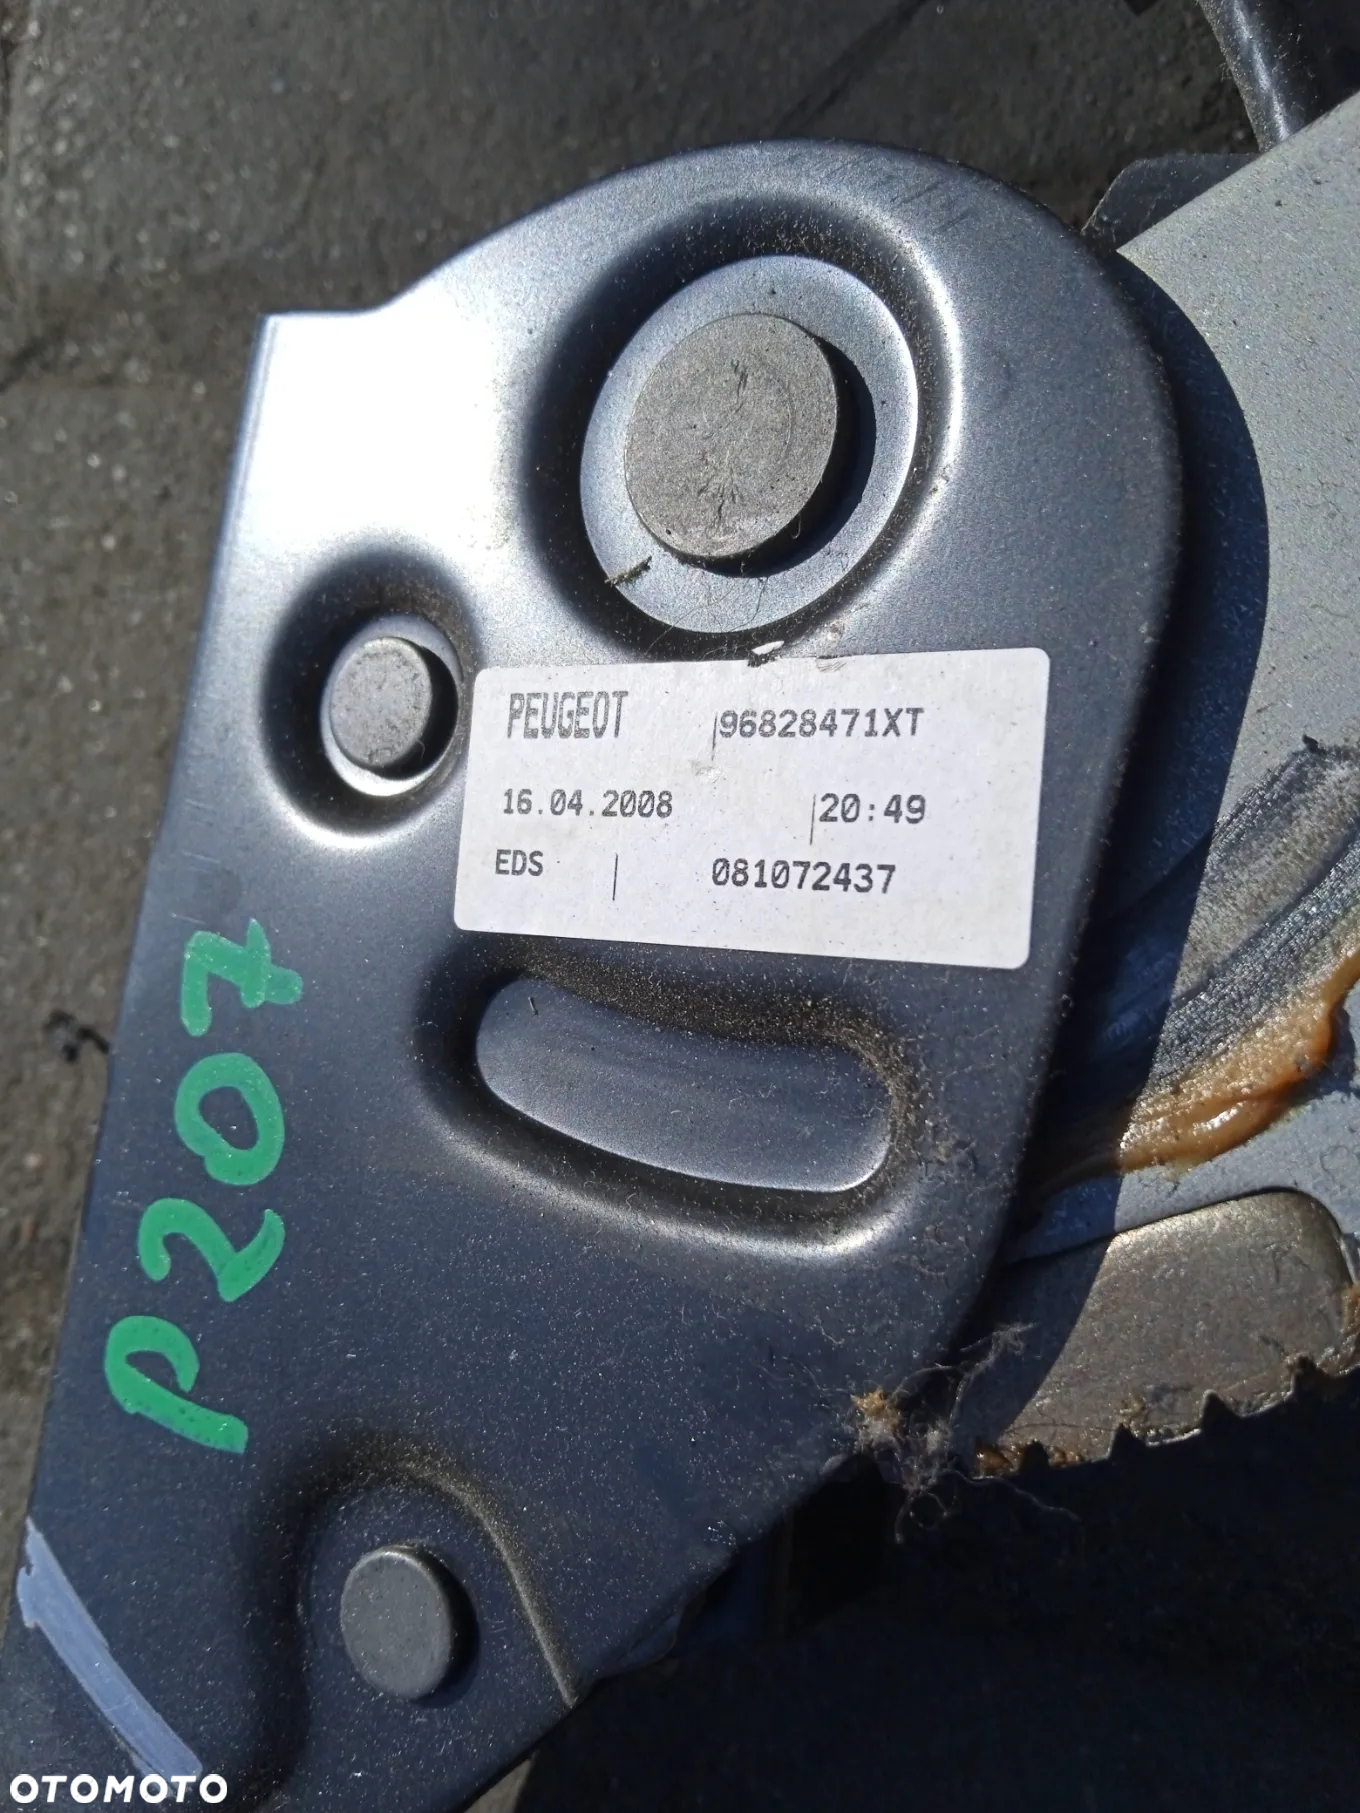 PEUGEOT 96828471XT
16.04.2008 20:49
EDS 081072437
P207
OTOMOTO